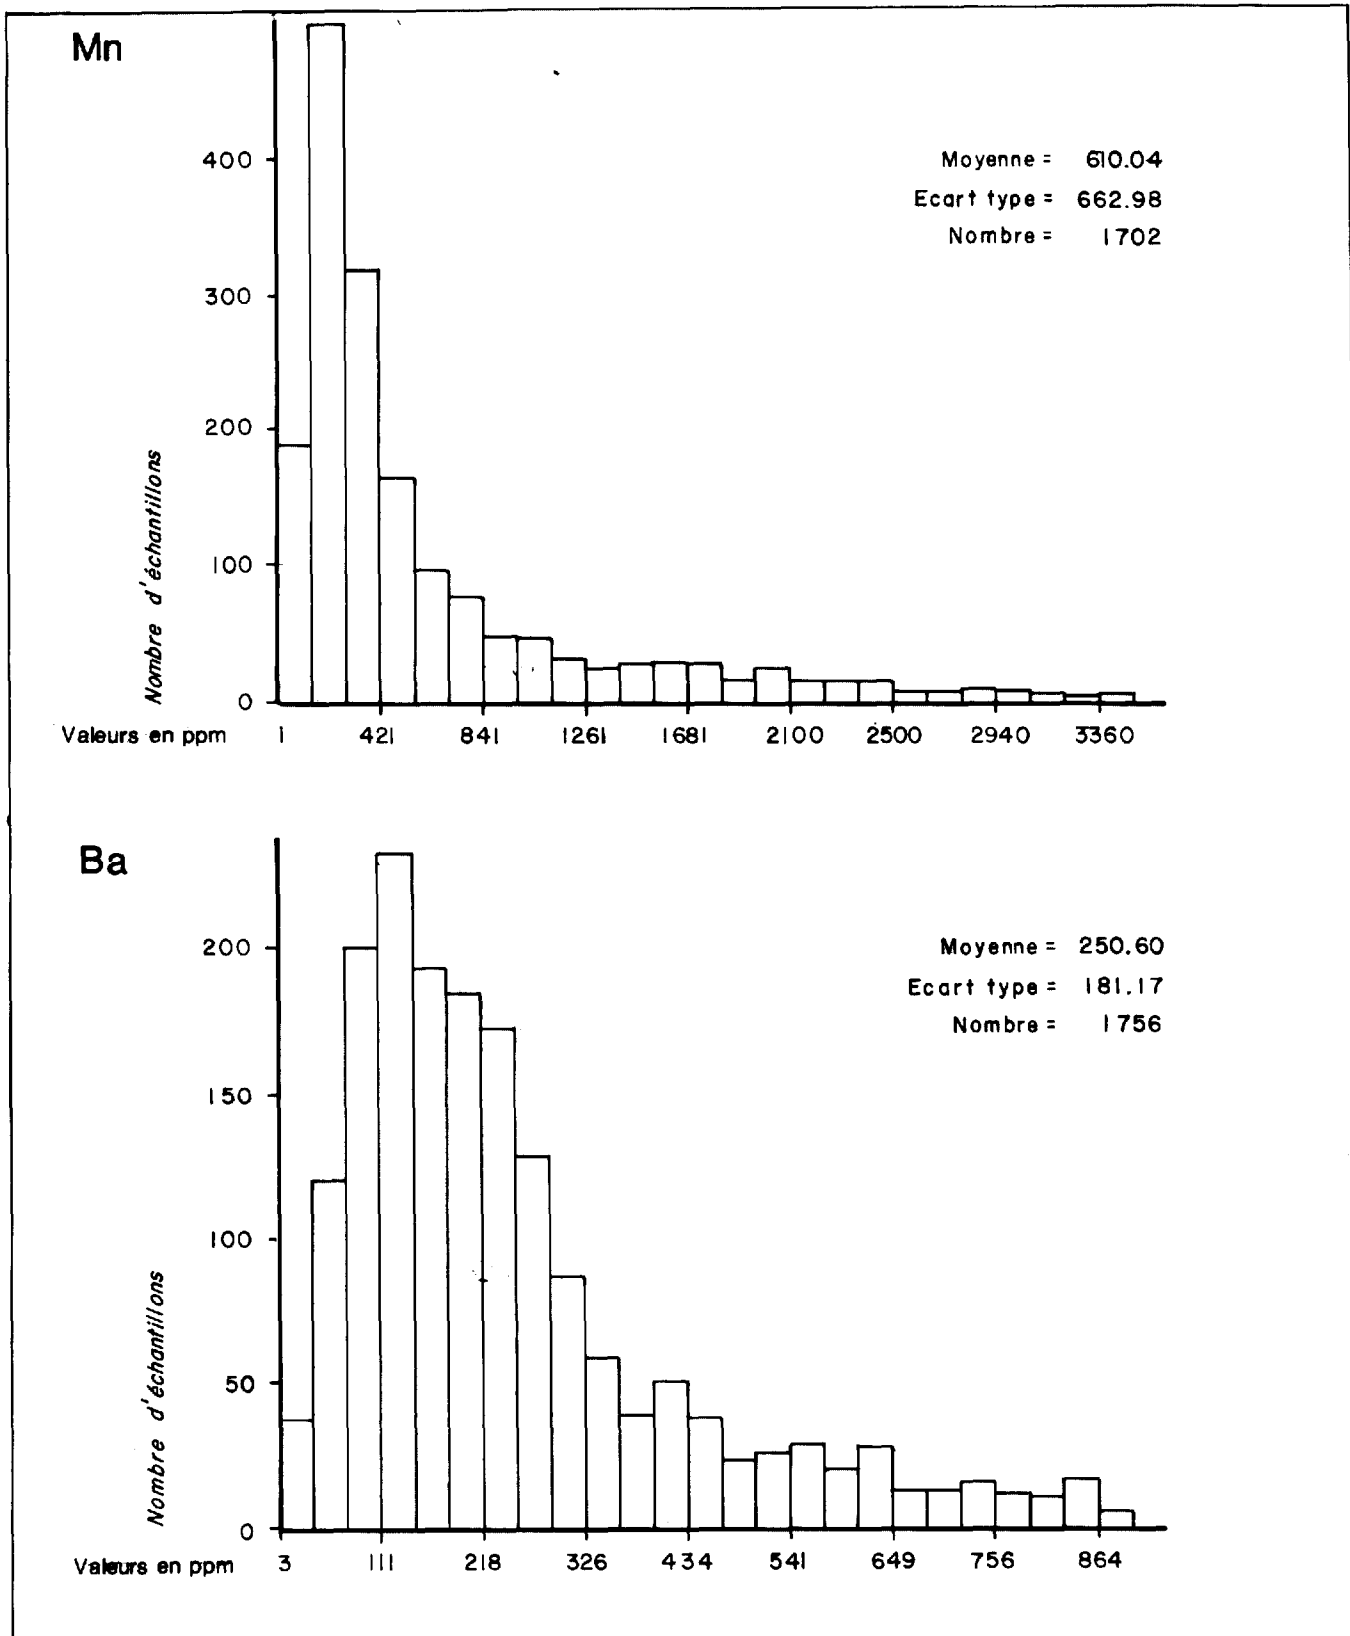 Mn
400
300
200
100
0
Nombre d'échantillons
Moyenne = 610.04
Ecart type = 662.98
Nombre = 1702
Valeurs en ppm 1 421 841 1261 1681 2100 2500 2940 3360
Ba
200
150
100
50
0
Nombre d'échantillons
Moyenne = 250.60
Ecart type = 181.17
Nombre = 1756
Valeurs en ppm 3 111 218 326 434 541 649 756 864